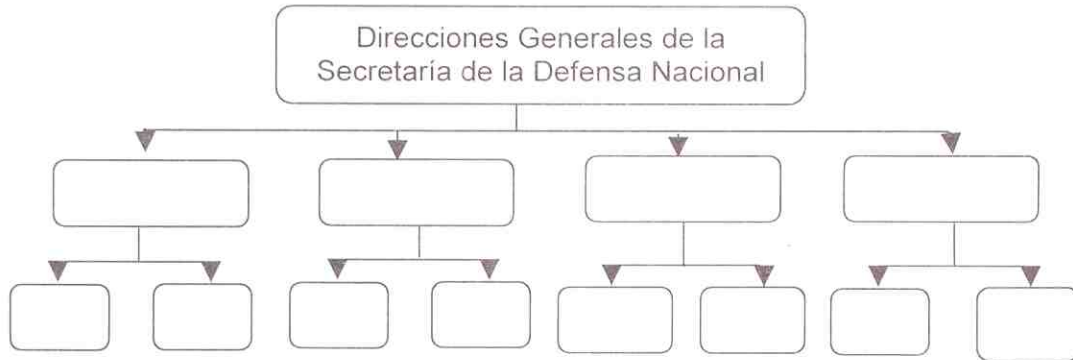 Direcciones Generales de la
Secretaría de la Defensa Nacional